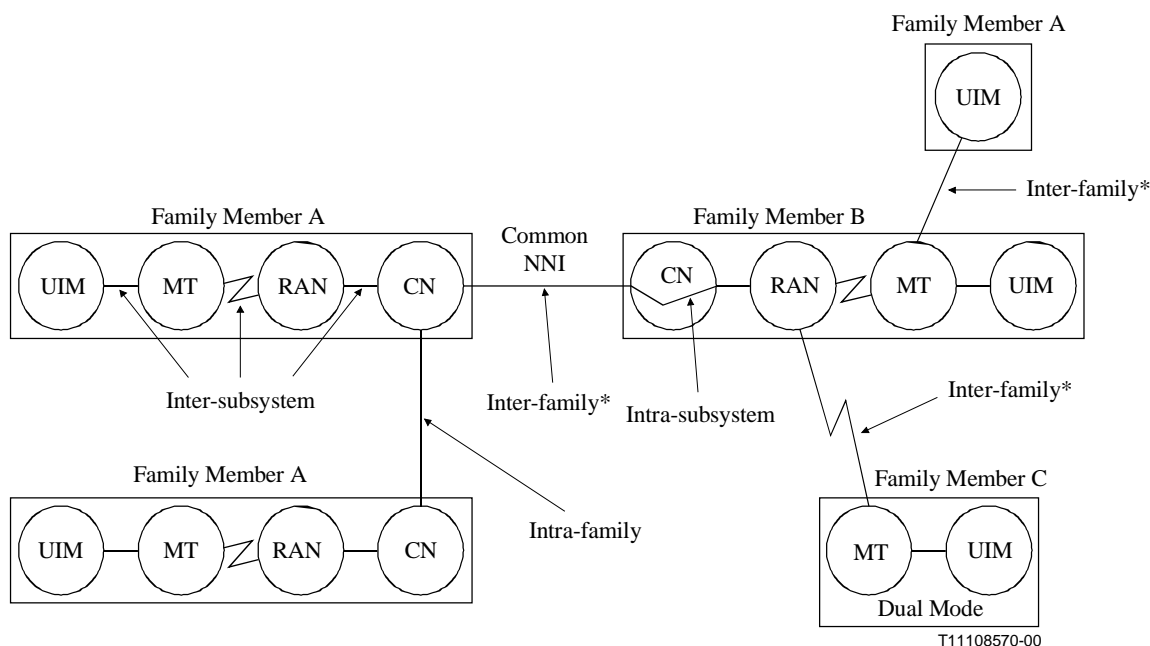 Family Member A
UIM
Inter-family*
Family Member A
UIM
MT
RAN
CN
Common
NNI
Family Member B
CN
RAN
MT
UIM
Inter-subsystem
Inter-family*
Intra-subsystem
Inter-family*
Family Member A
UIM
MT
RAN
CN
Intra-family
Family Member C
MT
UIM
Dual Mode
T11108570-00